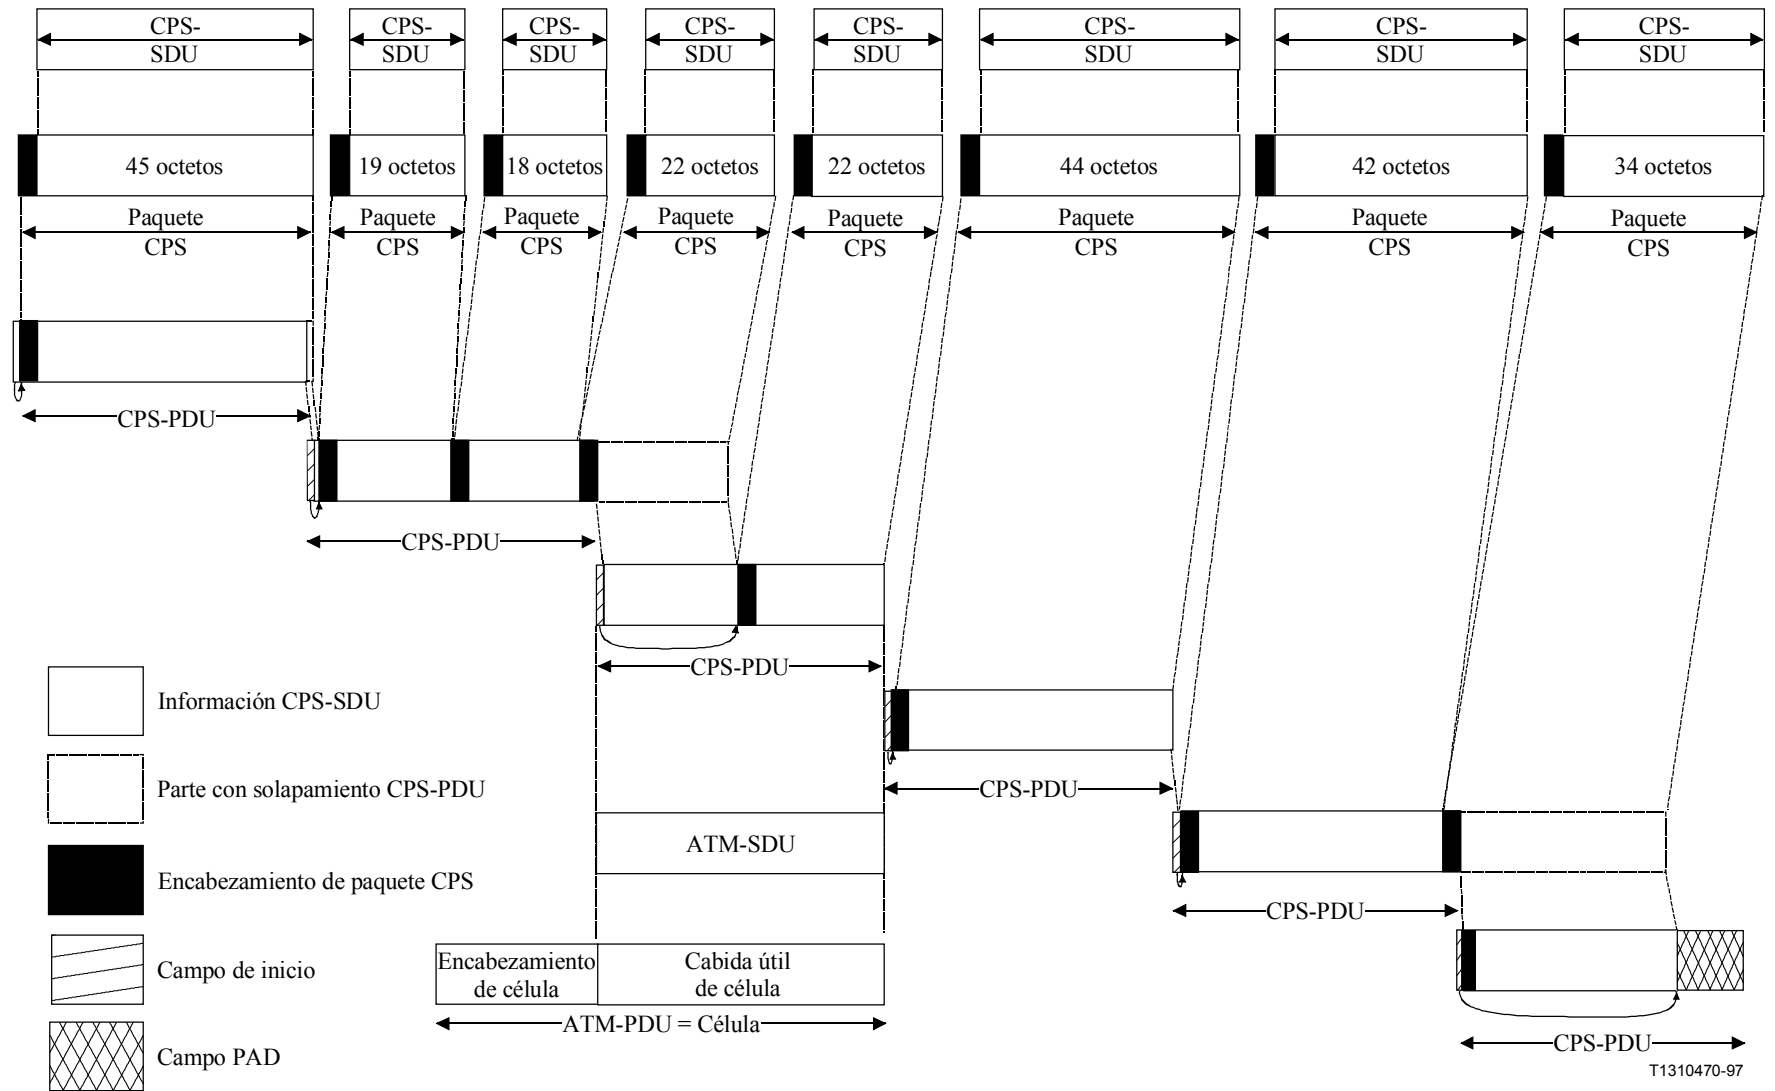 CPS-
SDU
CPS-
SDU
CPS-
SDU
CPS-
SDU
CPS-
SDU
CPS-
SDU
CPS-
SDU
CPS-
SDU
45 octetos
19 octetos
18 octetos
22 octetos
22 octetos
44 octetos
42 octetos
34 octetos
Paquete
CPS
Paquete
CPS
Paquete
CPS
Paquete
CPS
Paquete
CPS
Paquete
CPS
Paquete
CPS
Paquete
CPS
CPS-PDU
CPS-PDU
CPS-PDU
CPS-PDU
ATM-SDU
CPS-PDU
Encabezamiento
de célula
Cabida útil
de célula
ATM-PDU = Célula
CPS-PDU
Información CPS-SDU
Parte con solapamiento CPS-PDU
Encabezamiento de paquete CPS
Campo de inicio
Campo PAD
T1310470-97